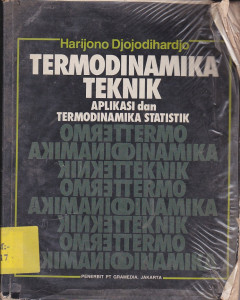 Harijono Djojodihardjo
TERMODINAMIKA
TEKNIK
APLIKASI dan
TERMODINAMIKA STATISTIK
PENERBIT PT GRAMEDIA, JAKARTA